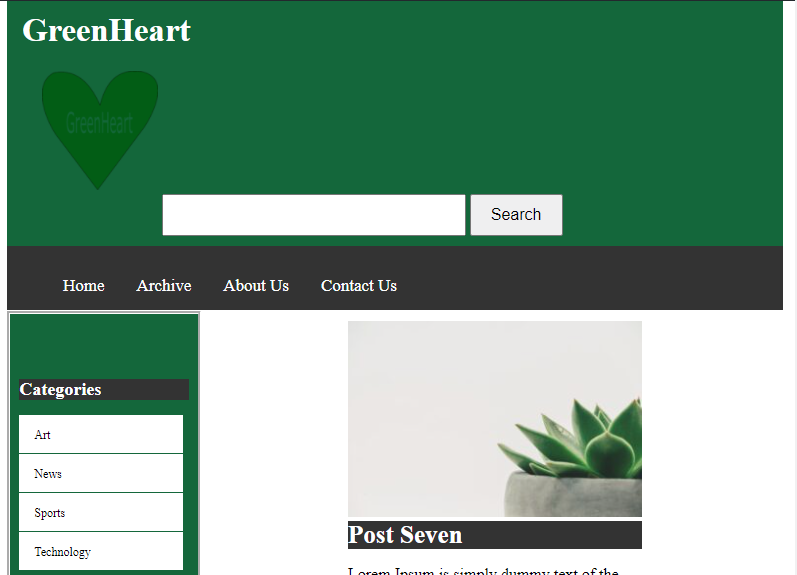 GreenHeart
GreenHeart
Search
Home Archive About Us Contact Us
Categories
Art
News
Sports
Technology
Post Seven
Lorem Ipsum is simply dummy text of the